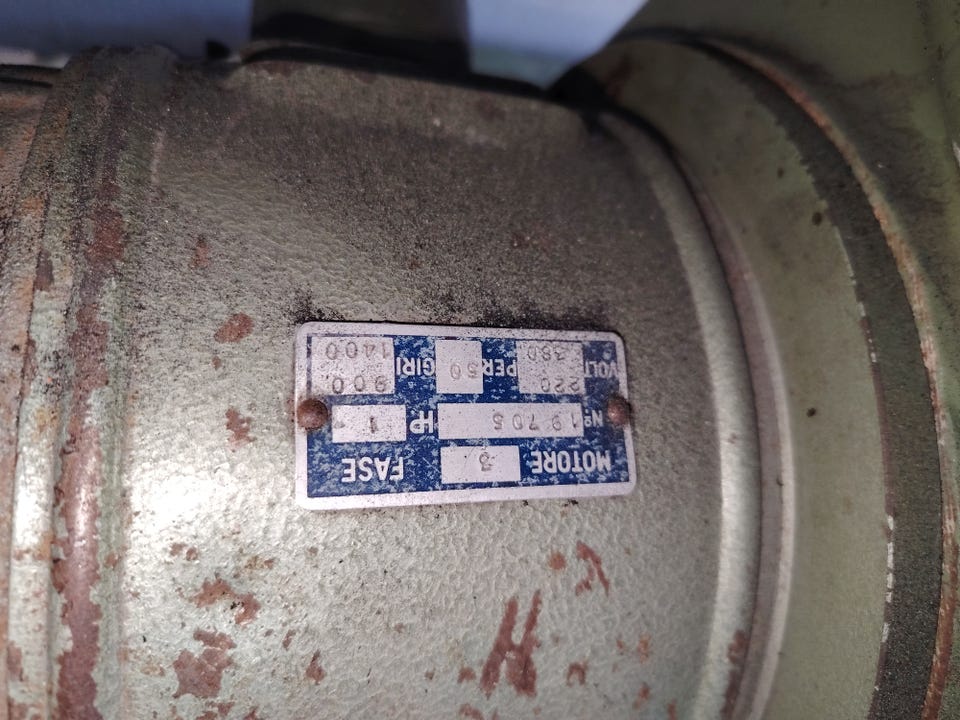 MOTORE 3 FASE
Nº 19705 HP 1
VOLT 220 PER 50 GIRI 900
380 1400
H